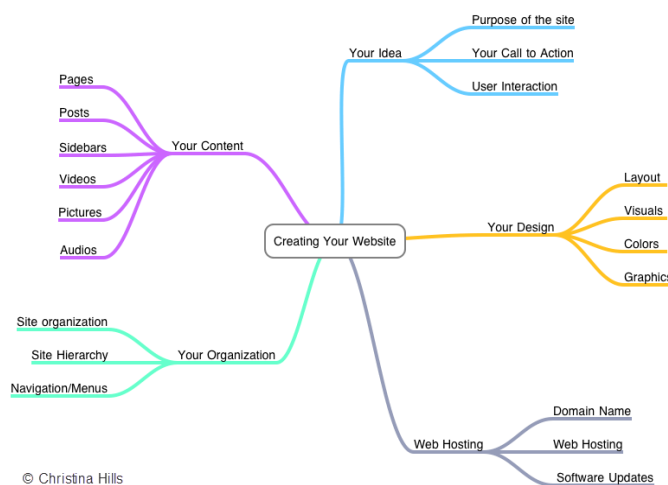 Creating Your Website
Your Idea
Purpose of the site
Your Call to Action
User Interaction
Your Design
Layout
Visuals
Colors
Graphics
Web Hosting
Domain Name
Web Hosting
Software Updates
Your Organization
Site organization
Site Hierarchy
Navigation/Menus
Your Content
Pages
Posts
Sidebars
Videos
Pictures
Audios
© Christina Hills